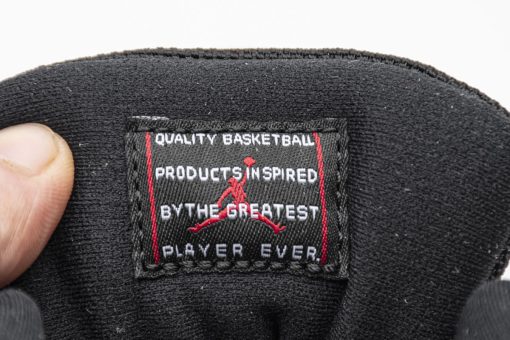 QUALITY BASKETBALL
PRODUCTS INSPIRED
BY THE GREATEST
PLAYER EVER.